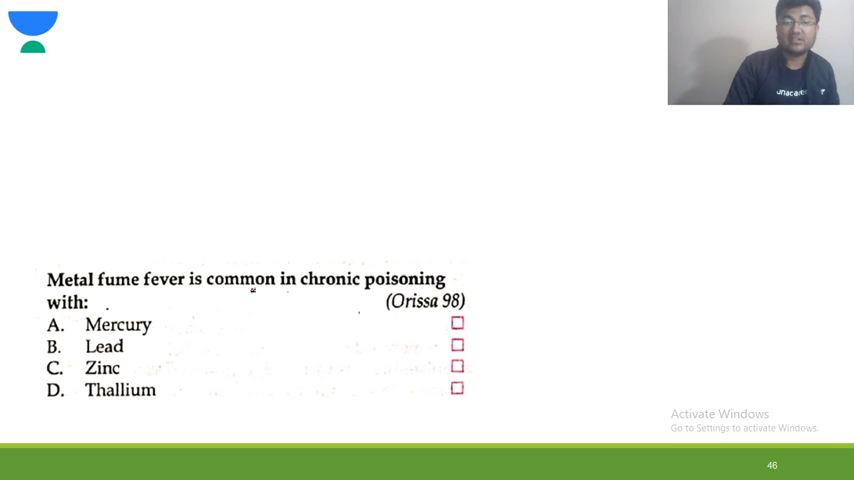 Metal fume fever is common in chronic poisoning
with: (Orissa 98)
A. Mercury
B. Lead
C. Zinc
D. Thallium
Activate Windows
Go to Settings to activate Windows.
46